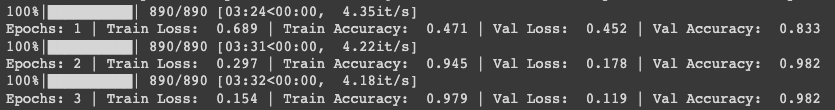 100%|██████████| 890/890 [03:24<00:00,  4.35it/s]
Epochs: 1 | Train Loss:  0.689 | Train Accuracy:  0.471 | Val Loss:  0.452 | Val Accuracy:  0.833
100%|██████████| 890/890 [03:31<00:00,  4.22it/s]
Epochs: 2 | Train Loss:  0.297 | Train Accuracy:  0.945 | Val Loss:  0.178 | Val Accuracy:  0.982
100%|██████████| 890/890 [03:32<00:00,  4.18it/s]
Epochs: 3 | Train Loss:  0.154 | Train Accuracy:  0.979 | Val Loss:  0.119 | Val Accuracy:  0.982